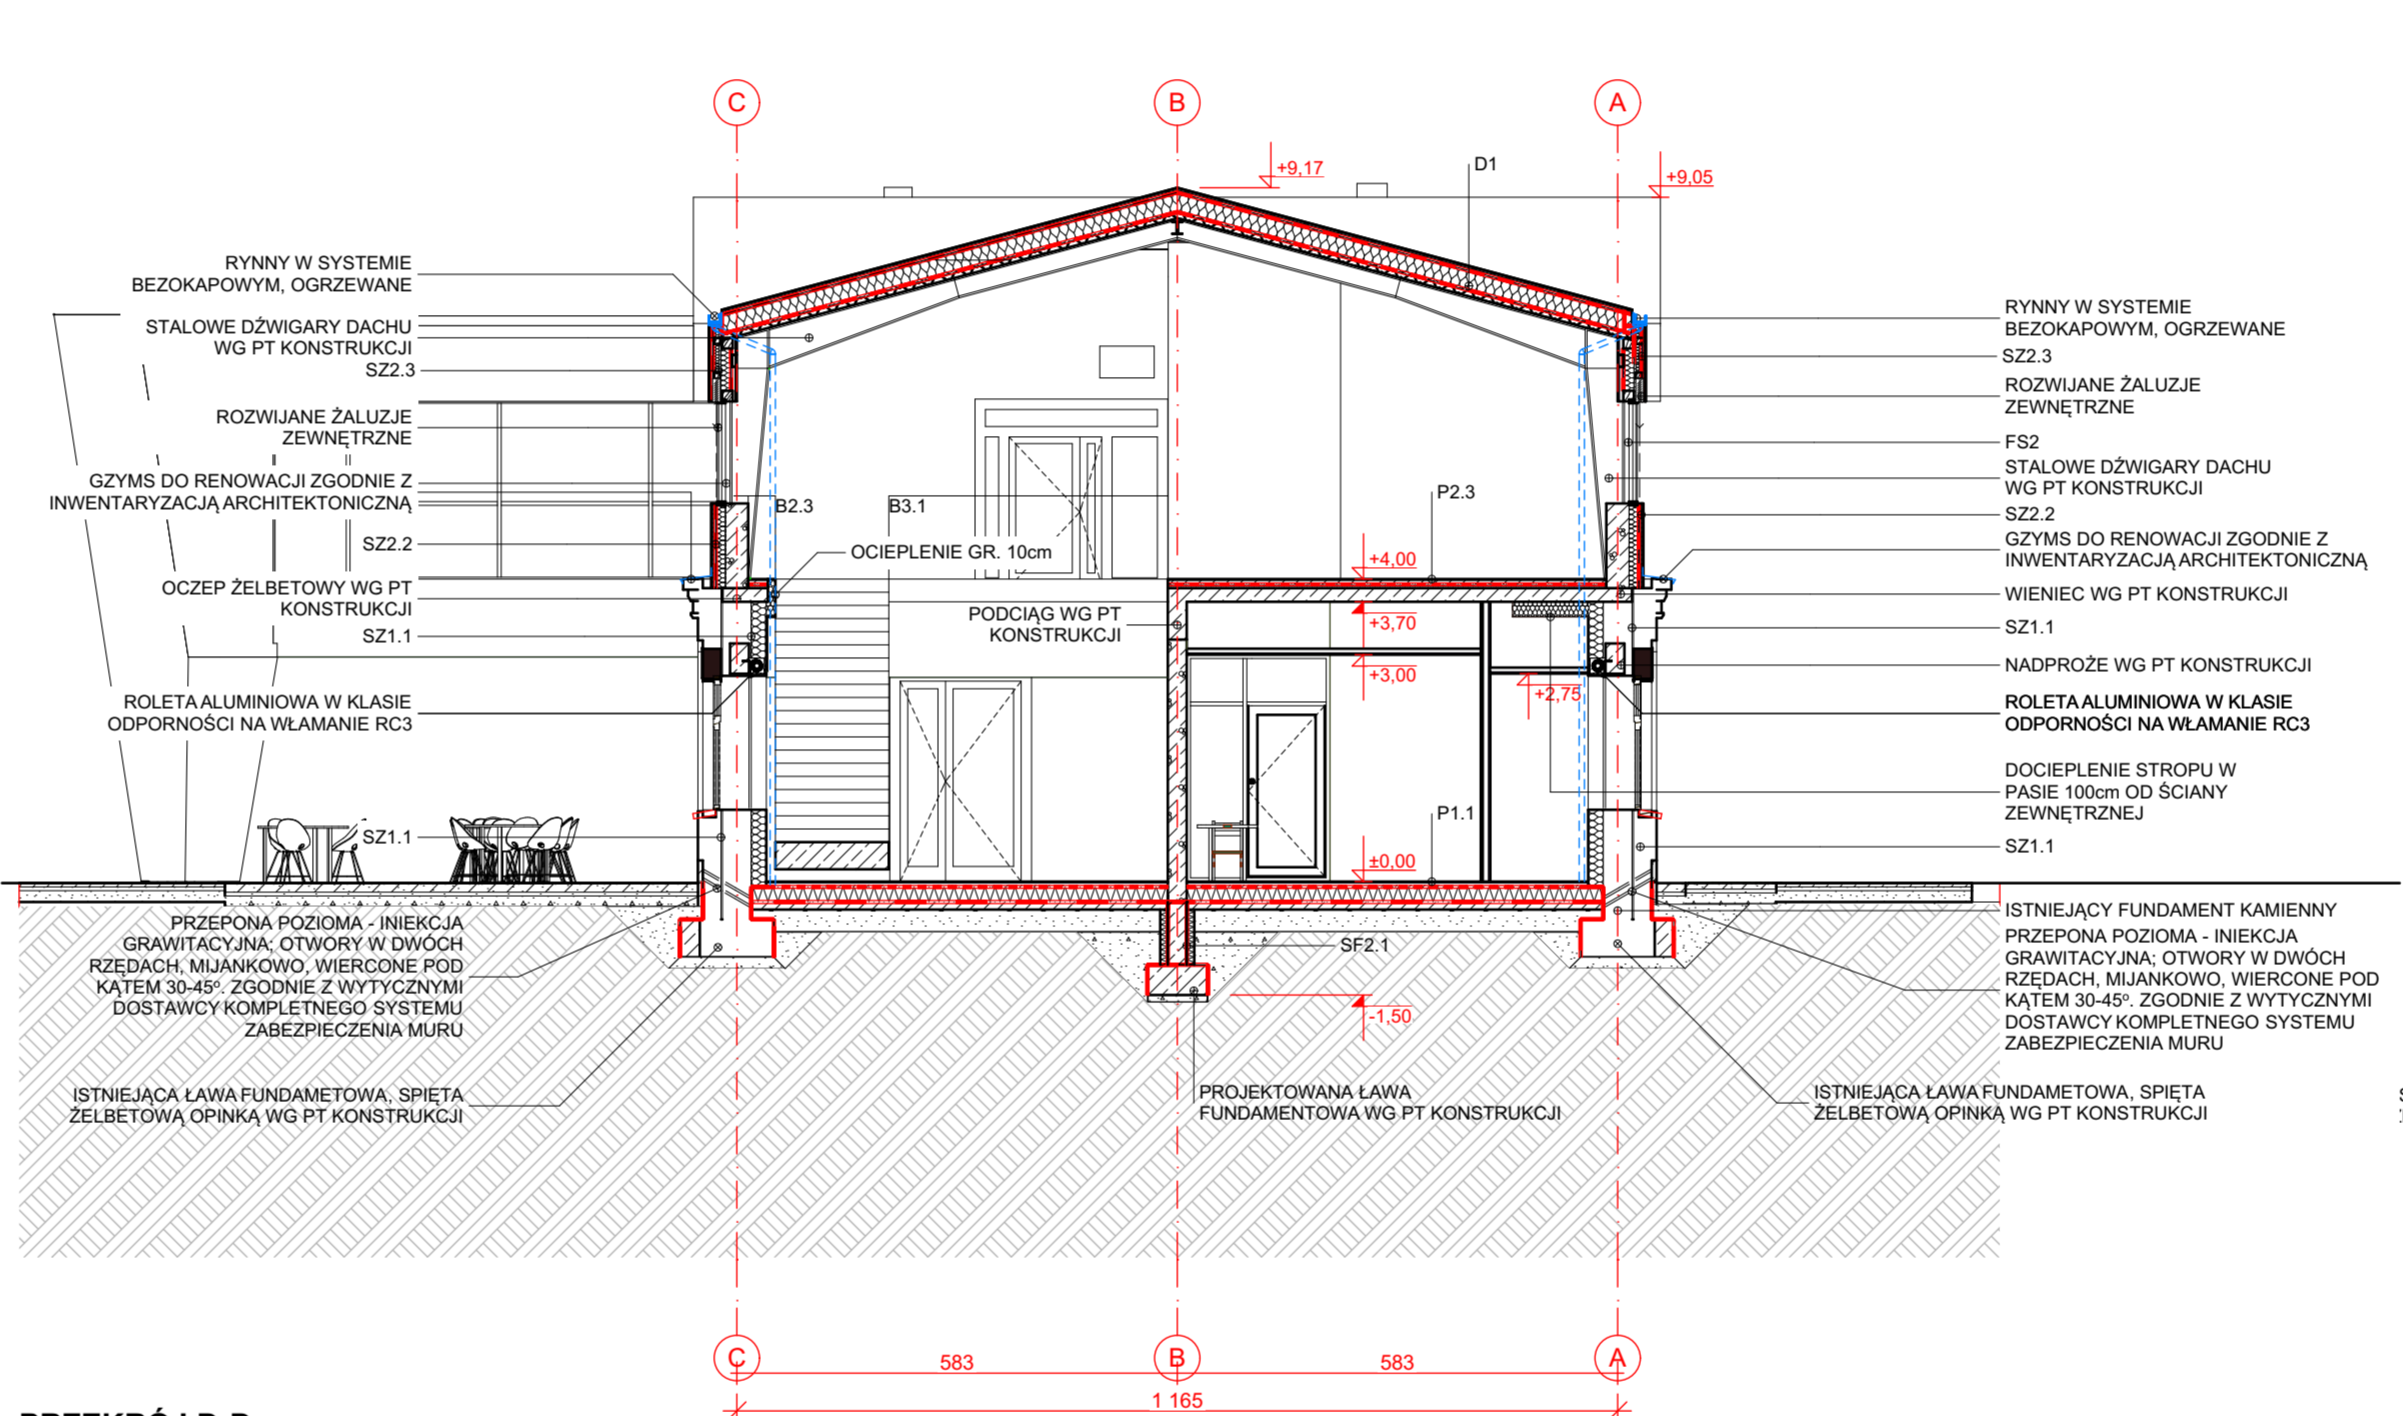 C
B
A
+9,17
D1
+9,05
RYNNY W SYSTEMIE
BEZOKAPOWYM, OGRZEWANE
STALOWE DŹWIGARY DACHU
WG PT KONSTRUKCJI
SZ2.3
ROZWIJANE ŻALUZJE
ZEWNĘTRZNE
GZYMS DO RENOWACJI ZGODNIE Z
INWENTARYZACJĄ ARCHITEKTONICZNĄ
SZ2.2
OCZEP ŻELBETOWY WG PT
KONSTRUKCJI
SZ1.1
ROLETA ALUMINIOWA W KLASIE
ODPORNOŚCI NA WŁAMANIE RC3
SZ1.1
PRZEPONA POZIOMA - INIEKCJA
GRAWITACYJNA; OTWORY W DWÓCH
RZĘDACH, MIJANKOWO, WIERCONE POD
KĄTEM 30-45º. ZGODNIE Z WYTYCZNYMI
DOSTAWCY KOMPLETNEGO SYSTEMU
ZABEZPIECZENIA MURU
ISTNIEJĄCA ŁAWA FUNDAMETOWA, SPIĘTA
ŻELBETOWĄ OPINKĄ WG PT KONSTRUKCJI
B2.3
B3.1
OCIEPLENIE GR. 10cm
PODCIĄG WG PT
KONSTRUKCJI
P2.3
+4,00
+3,70
+3,00
+2,75
P1.1
±0,00
SF2.1
-1,50
PROJEKTOWANA ŁAWA
FUNDAMENTOWA WG PT KONSTRUKCJI
RYNNY W SYSTEMIE
BEZOKAPOWYM, OGRZEWANE
SZ2.3
ROZWIJANE ŻALUZJE
ZEWNĘTRZNE
FS2
STALOWE DŹWIGARY DACHU
WG PT KONSTRUKCJI
SZ2.2
GZYMS DO RENOWACJI ZGODNIE Z
INWENTARYZACJĄ ARCHITEKTONICZNĄ
WIENIEC WG PT KONSTRUKCJI
SZ1.1
NADPROŻE WG PT KONSTRUKCJI
ROLETA ALUMINIOWA W KLASIE
ODPORNOŚCI NA WŁAMANIE RC3
DOCIEPLENIE STROPU W
PASIE 100cm OD ŚCIANY
ZEWNĘTRZNEJ
SZ1.1
ISTNIEJĄCY FUNDAMENT KAMIENNY
PRZEPONA POZIOMA - INIEKCJA
GRAWITACYJNA; OTWORY W DWÓCH
RZĘDACH, MIJANKOWO, WIERCONE POD
KĄTEM 30-45º. ZGODNIE Z WYTYCZNYMI
DOSTAWCY KOMPLETNEGO SYSTEMU
ZABEZPIECZENIA MURU
ISTNIEJĄCA ŁAWA FUNDAMETOWA, SPIĘTA
ŻELBETOWĄ OPINKĄ WG PT KONSTRUKCJI
C
583
B
583
A
1 165